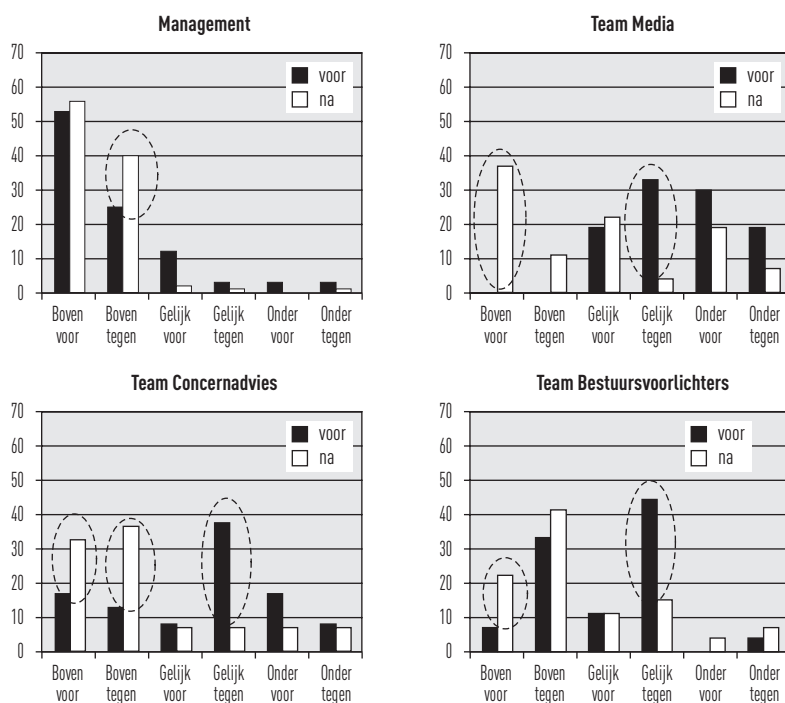 Management
70
60
50
40
30
20
10
0
voor
na
Boven voor
Boven tegen
Gelijk voor
Gelijk tegen
Onder voor
Onder tegen
Team Media
70
60
50
40
30
20
10
0
voor
na
Boven voor
Boven tegen
Gelijk voor
Gelijk tegen
Onder voor
Onder tegen
Team Concernadvies
70
60
50
40
30
20
10
0
voor
na
Boven voor
Boven tegen
Gelijk voor
Gelijk tegen
Onder voor
Onder tegen
Team Bestuursvoorlichters
70
60
50
40
30
20
10
0
voor
na
Boven voor
Boven tegen
Gelijk voor
Gelijk tegen
Onder voor
Onder tegen